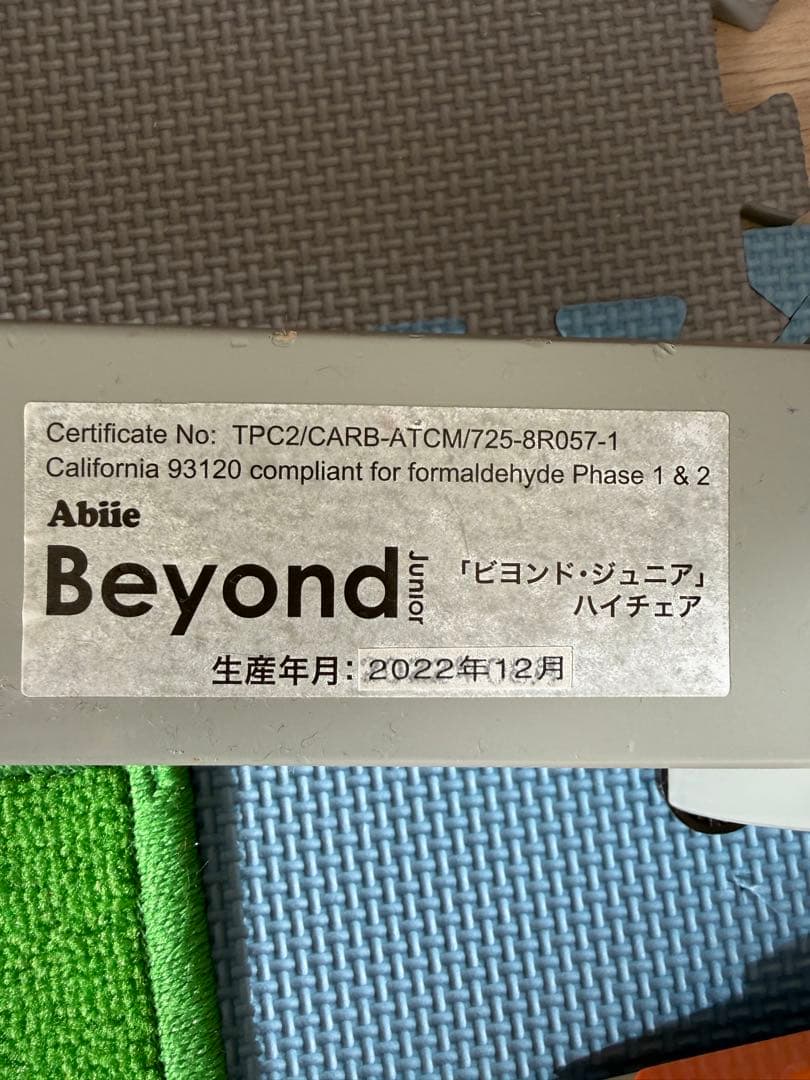 Certificate No: TPC2/CARB-ATCM/725-8R057-1
California 93120 compliant for formaldehyde Phase 1 & 2
Abiie
Beyond Junior
「ビヨンド・ジュニア」
ハイチェア
生産年月：2022年12月